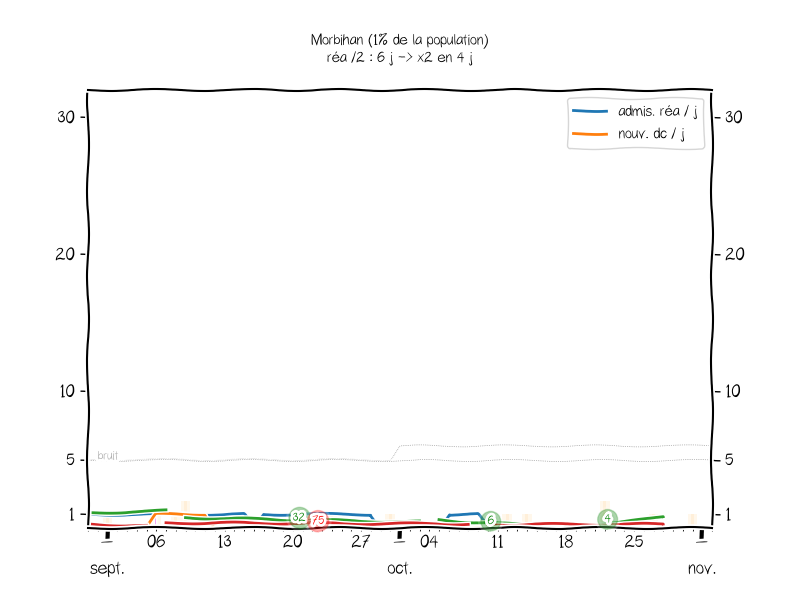 Morbihan (1% de la population)
réa /2 : 6 j -> x2 en 4 j
admis. réa / j
nouv. dc / j
30 30
20 20
10 10
5 bruit 5
1 32 75 6 4 1
06 13 20 27 04 11 18 25
sept. oct. nov.